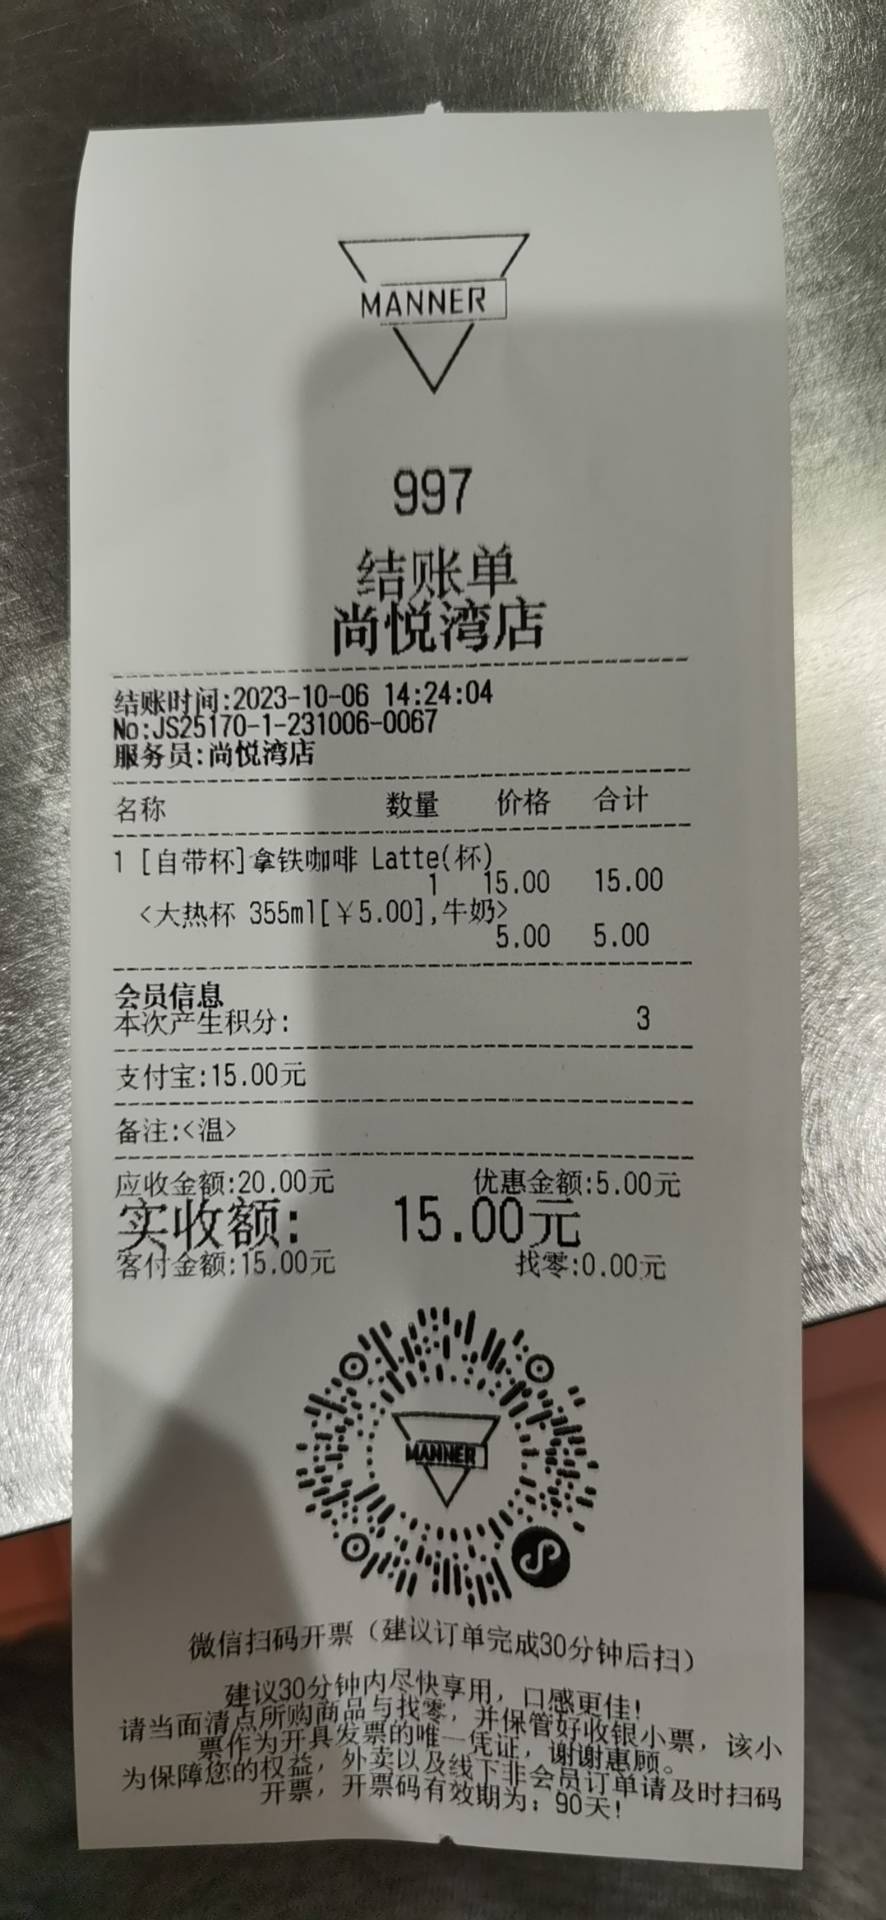 MANNER
997
结账单
尚悦湾店
结账时间:2023-10-06 14:24:04
No:JS25170-1-231006-0067
服务员:尚悦湾店
名称 数量 价格 合计
1 [自带杯]拿铁咖啡 Latte(杯)
1 15.00 15.00
<大热杯 355ml[￥5.00],牛奶>
5.00 5.00
会员信息
本次产生积分: 3
支付宝:15.00元
备注:<温>
应收金额:20.00元 优惠金额:5.00元
实收额: 15.00元
客付金额:15.00元 找零:0.00元
MANNER
微信扫码开票（建议订单完成30分钟后扫）
建议30分钟内尽快享用，口感更佳！
请当面清点所购商品与找零，并保管好收银小票，该小
票作为开具发票的唯一凭证，谢谢惠顾。
为保障您的权益，外卖以及线下非会员订单请及时扫码
开票，开票码有效期为：90天！